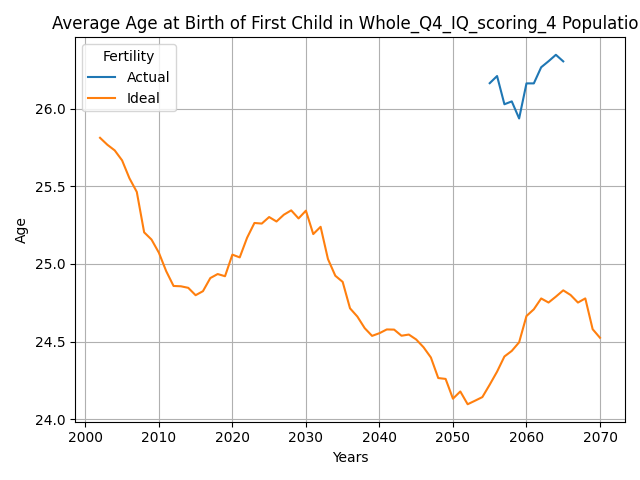 Average Age at Birth of First Child in Whole_Q4_IQ_scoring_4 Populatio
Fertility
Actual
Ideal
26.0
25.5
25.0
24.5
24.0
Age
2000 2010 2020 2030 2040 2050 2060 2070
Years